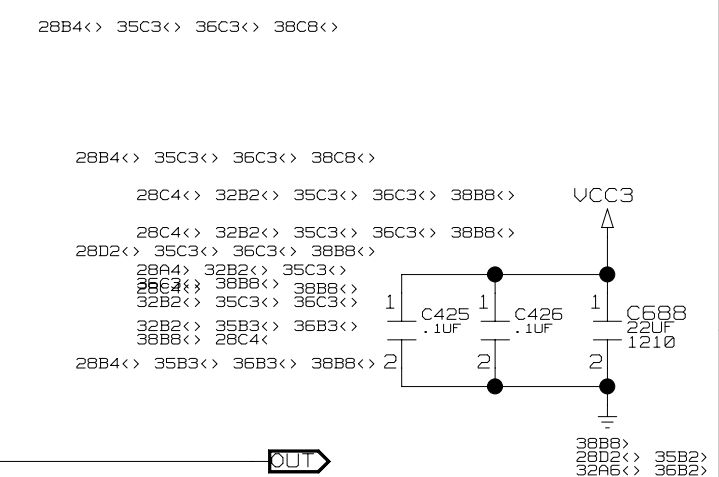 28B4<> 35C3<> 36C3<> 38C8<>
28B4<> 35C3<> 36C3<> 38C8<>
28C4<> 32B2<> 35C3<> 36C3<> 38B8<>
VCC3
28C4<> 32B2<> 35C3<> 36C3<> 38B8<>
28D2<> 35C3<> 36C3<> 38B8<>
28A4> 32B2<> 35C3<>
36C3<> 38B8<>
28C4<> 38B8<>
32B2<> 35C3<> 36C3<>
1 1 1
C425 C426 C688
.1UF .1UF 22UF
1210
32B2<> 35B3<> 36B3<>
38B8<> 28C4<
28B4<> 35B3<> 36B3<> 38B8<>
2 2 2
38B8>
28D2<> 35B2>
32A6<> 36B2>
OUT